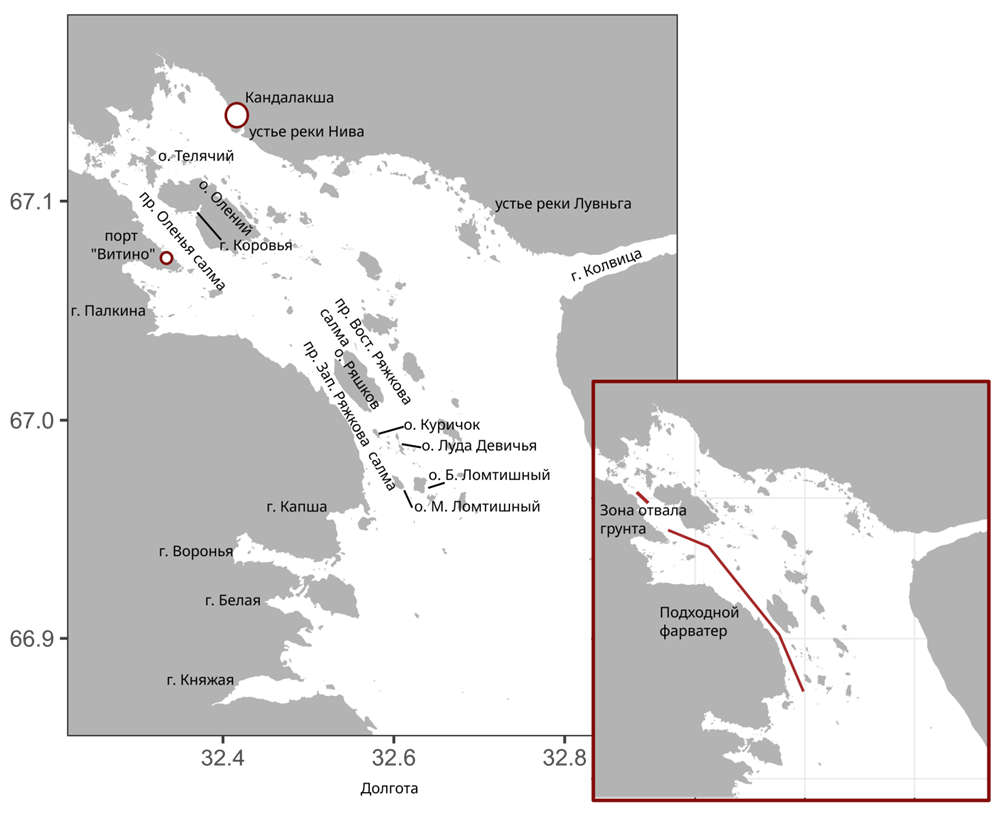 Кандалакша
устье реки Нива
о. Телячий
67.1
о. Олений
пр. Оленья салма
устье реки Лувньга
порт
"Витино"
г. Коровья
г. Колвица
г. Палкина
пр. Вост. Ряжкова
салма
о. Ряшков
пр. Зап. Ряжкова салма
67.0
о. Куричок
о. Луда Девичья
о. Б. Ломтишный
о. М. Ломтишный
г. Капша
г. Воронья
г. Белая
66.9
г. Княжая
32.4
32.6
32.8
Долгота
Зона отвала
грунта
Подходной
фарватер